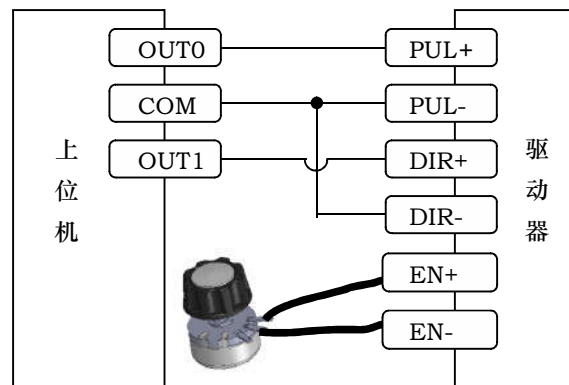 OUT0
PUL+
COM
PUL-
OUT1
DIR+
上位机
驱动器
DIR-
EN+
EN-